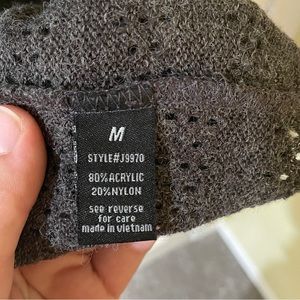 M
STYLE#J9970
80%ACRYLIC
20%NYLON
see reverse
for care
made in vietnam